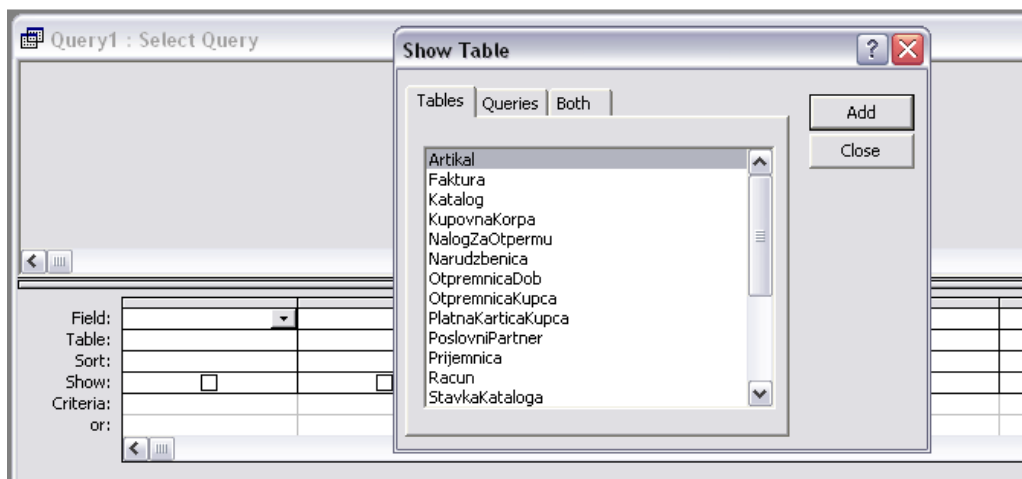 Query1 : Select Query
Show Table
Tables Queries Both
Add
Close
Artikal
Faktura
Katalog
KupovnaKorpa
NalogZaOtpermu
Narudzbenica
OtpremnicaDob
OtpremnicaKupca
PlatnaKarticaKupca
PoslovniPartner
Prijemnica
Racun
StavkaKataloga
Field:
Table:
Sort:
Show:
Criteria:
or: